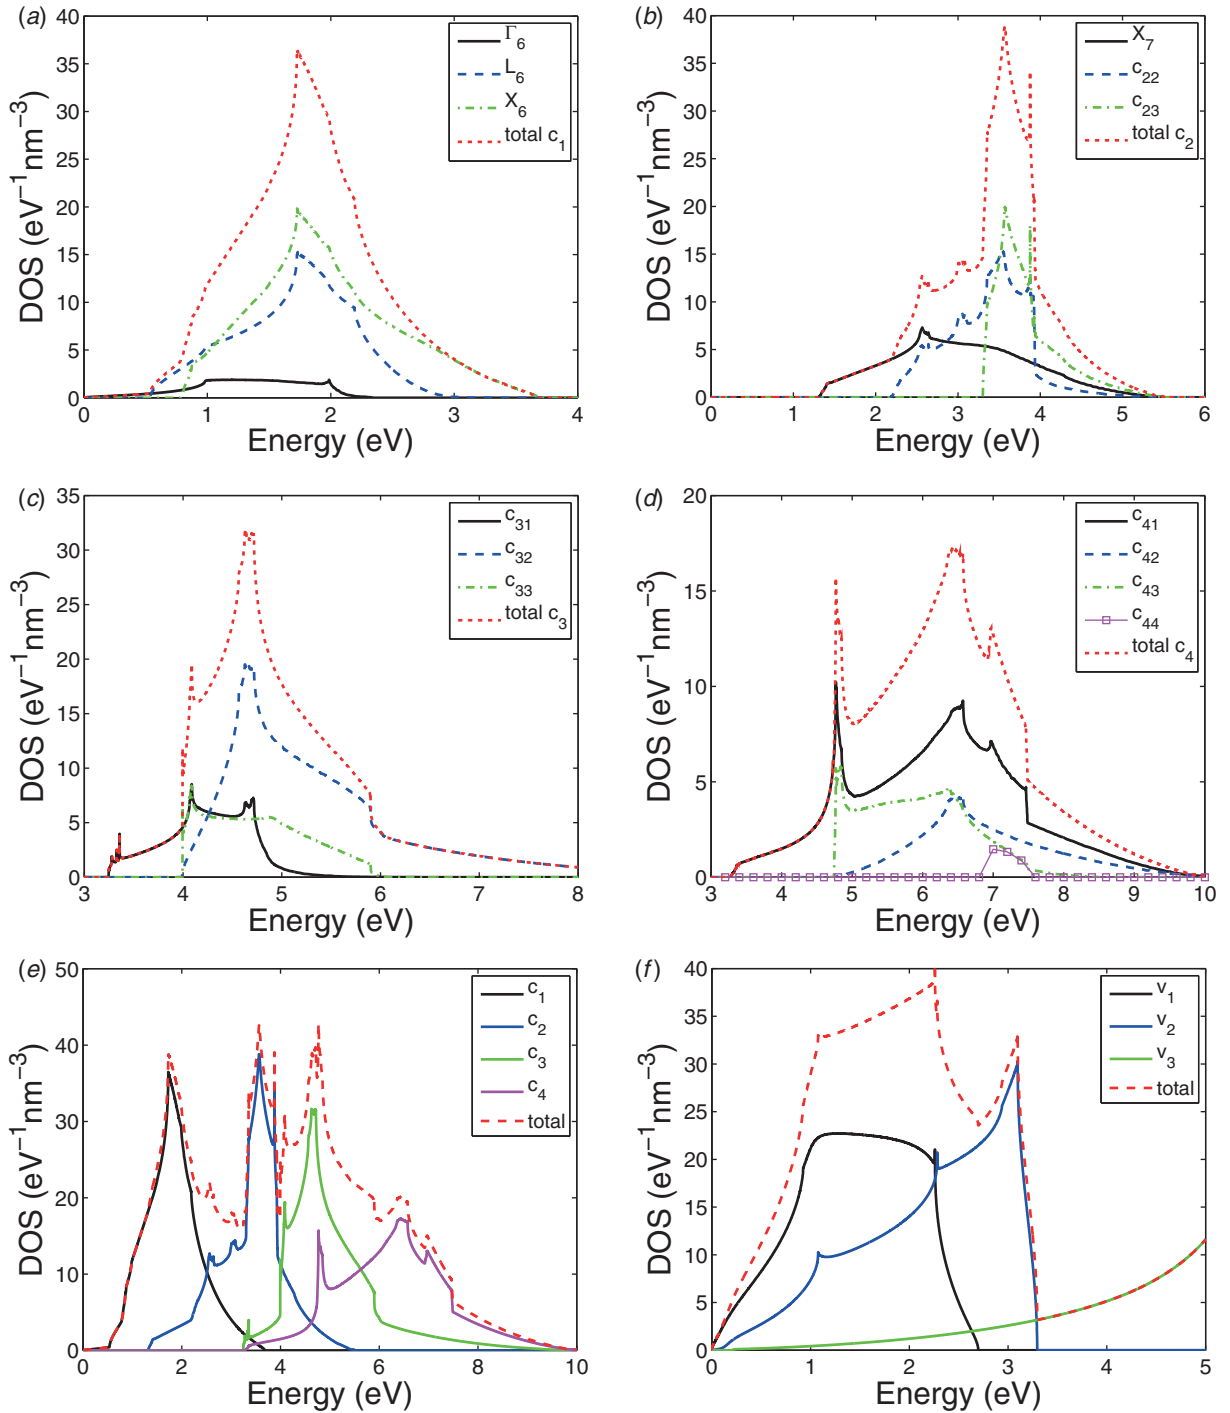 (a)
DOS (eV⁻¹nm⁻³)
40
35
30
25
20
15
10
5
0
Γ₆
L₆
X₆
total c₁
0 1 2 3 4
Energy (eV)
(b)
DOS (eV⁻¹nm⁻³)
40
35
30
25
20
15
10
5
0
X₇
c₂₂
c₂₃
total c₂
0 1 2 3 4 5 6
Energy (eV)
(c)
DOS (eV⁻¹nm⁻³)
35
30
25
20
15
10
5
0
c₃₁
c₃₂
c₃₃
total c₃
3 4 5 6 7 8
Energy (eV)
(d)
DOS (eV⁻¹nm⁻³)
20
15
10
5
0
c₄₁
c₄₂
c₄₃
c₄₄
total c₄
3 4 5 6 7 8 9 10
Energy (eV)
(e)
DOS (eV⁻¹nm⁻³)
50
40
30
20
10
0
c₁
c₂
c₃
c₄
total
0 2 4 6 8 10
Energy (eV)
(f)
DOS (eV⁻¹nm⁻³)
40
35
30
25
20
15
10
5
0
v₁
v₂
v₃
total
0 1 2 3 4 5
Energy (eV)